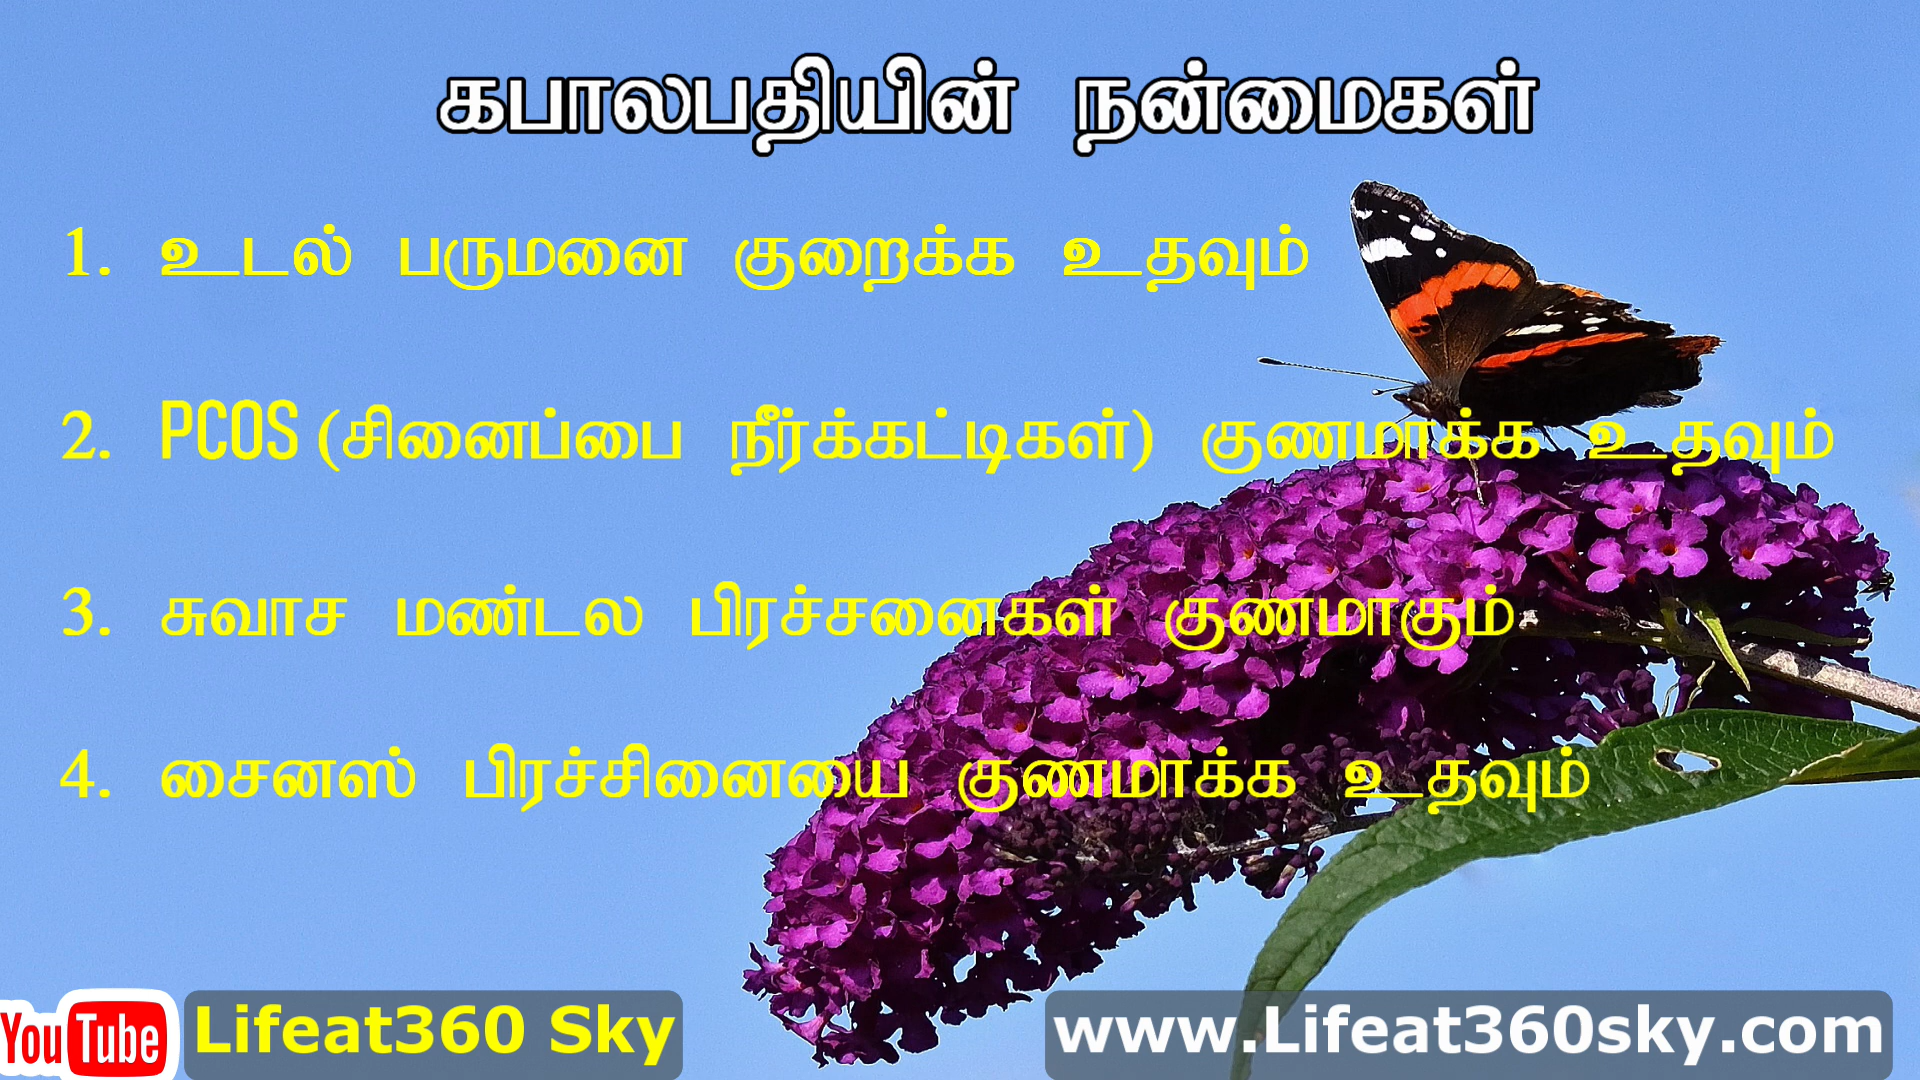 கபாலபதியின் நன்மைகள்
1. உடல் பருமனை குறைக்க உதவும்
2. PCOS (சினைப்பை நீர்க்கட்டிகள்) குணமாக்க உதவும்
3. சுவாச மண்டல பிரச்சனைகள் குணமாகும்
4. சைனஸ் பிரச்சினையை குணமாக்க உதவும்
YouTube Lifeat360 Sky
www.Lifeat360sky.com